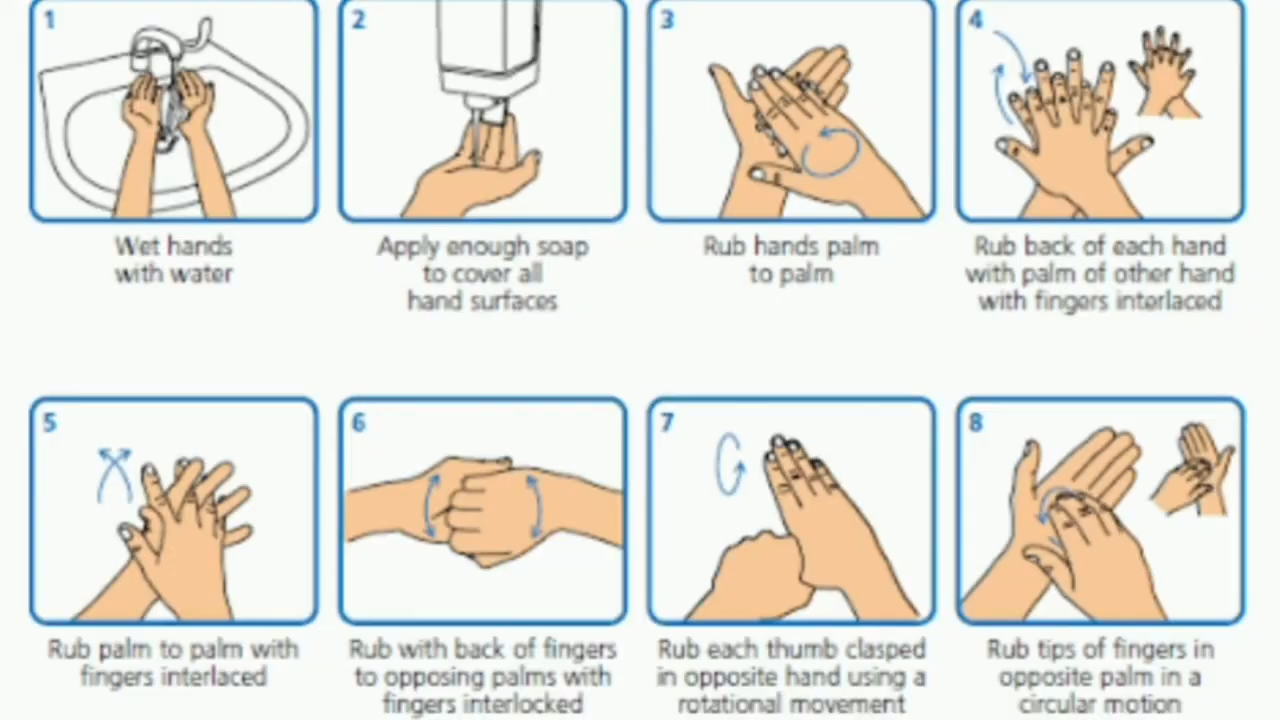 1
Wet hands
with water
2
Apply enough soap
to cover all
hand surfaces
3
Rub hands palm
to palm
4
Rub back of each hand
with palm of other hand
with fingers interlaced
5
Rub palm to palm with
fingers interlaced
6
Rub with back of fingers
to opposing palms with
fingers interlocked
7
Rub each thumb clasped
in opposite hand using a
rotational movement
8
Rub tips of fingers in
opposite palm in a
circular motion